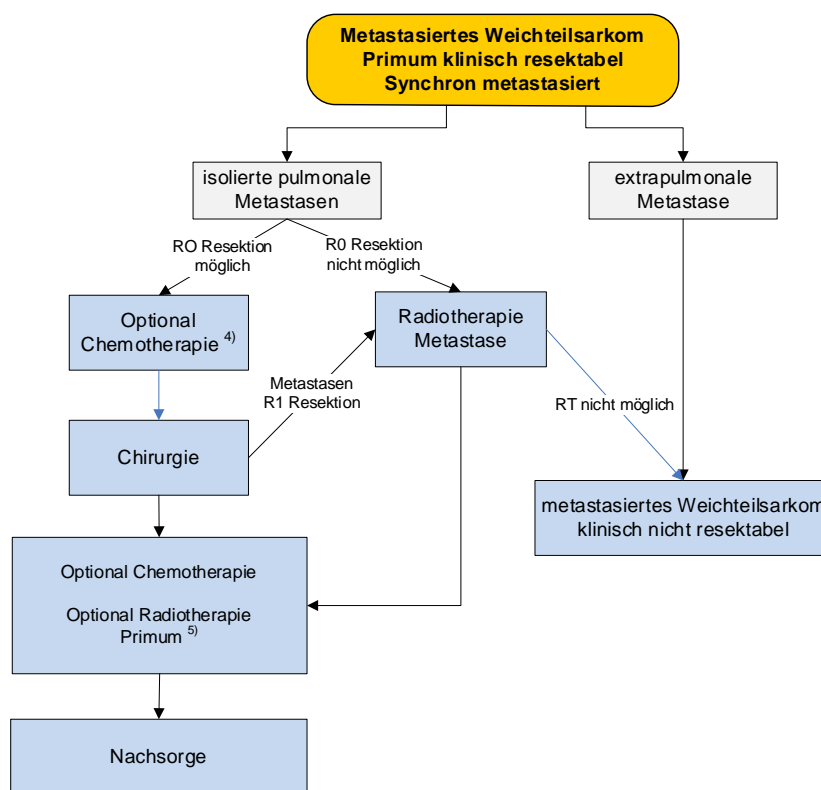 Metastasiertes Weichteilsarkom
Primum klinisch resektabel
Synchron metastasiert
isolierte pulmonale
Metastasen
extrapulmonale
Metastase
RO Resektion
möglich
R0 Resektion
nicht möglich
Optional
Chemotherapie 4)
Radiotherapie
Metastase
Metastasen
R1 Resektion
RT nicht möglich
Chirurgie
metastasiertes Weichteilsarkom
klinisch nicht resektabel
Optional Chemotherapie
Optional Radiotherapie
Primum 5)
Nachsorge